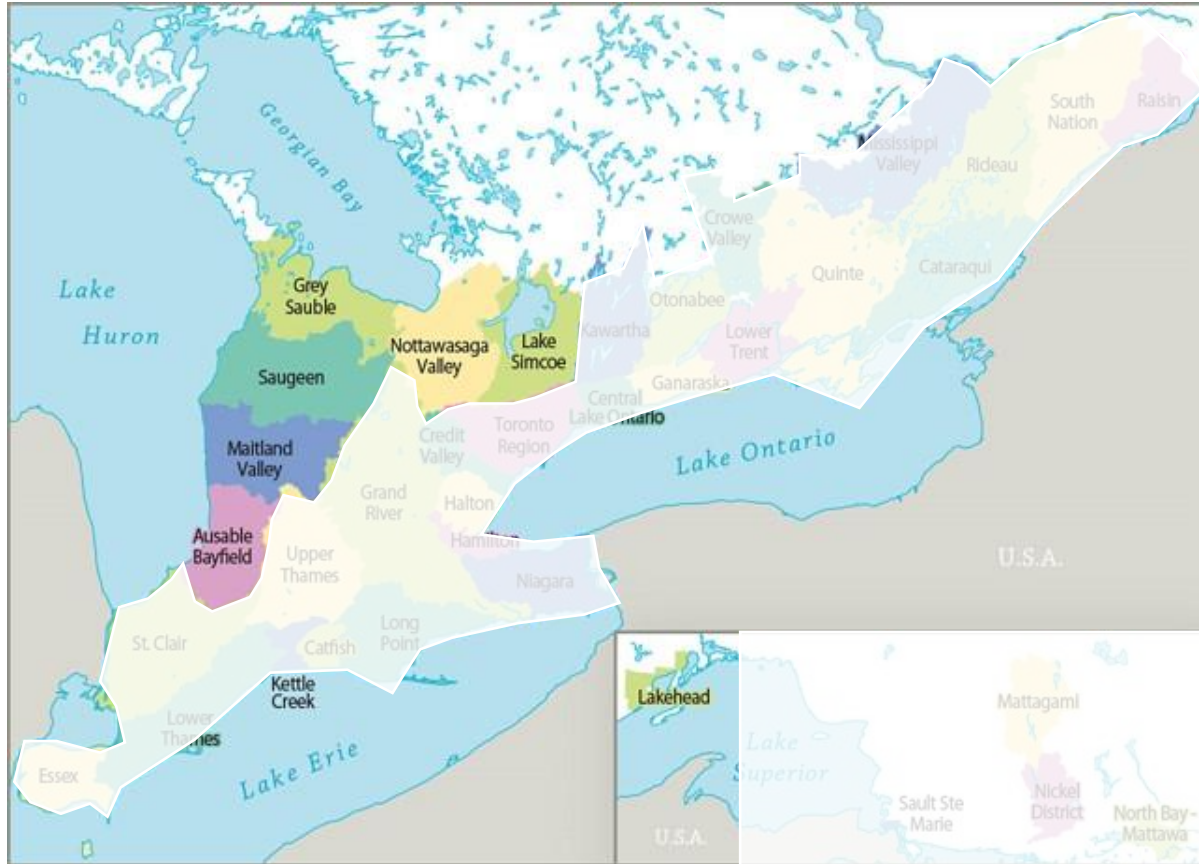 Georgian Bay
Lake
Huron
Grey
Sauble
Saugeen
Maitland
Valley
Ausable
Bayfield
Nottawasaga
Valley
Lake
Simcoe
Kawartha
Otonabee
Crowe
Valley
Lower
Trent
Quinte
Cataraqui
Mississippi
Valley
Rideau
South
Nation
Raisin
Ganaraska
Central
Lake Ontario
Toronto
Region
Credit
Valley
Halton
Hamilton
Niagara
Grand
River
Upper
Thames
Long
Point
Catfish
Kettle
Creek
St. Clair
Lower
Thames
Essex
Lake Erie
Lake Ontario
U.S.A.
Lakehead
Lake
Superior
U.S.A.
Sault Ste
Marie
Mattagami
Nickel
District
North Bay-
Mattawa